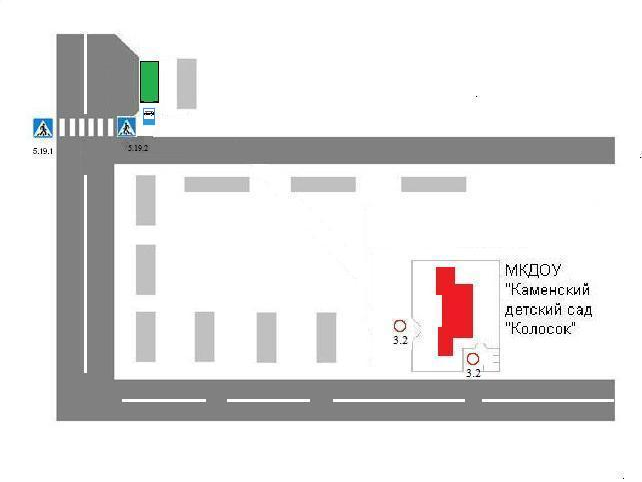 5.19.1
5.19.2
МКДОУ
"Каменский
детский сад
"Колосок"
3.2
3.2